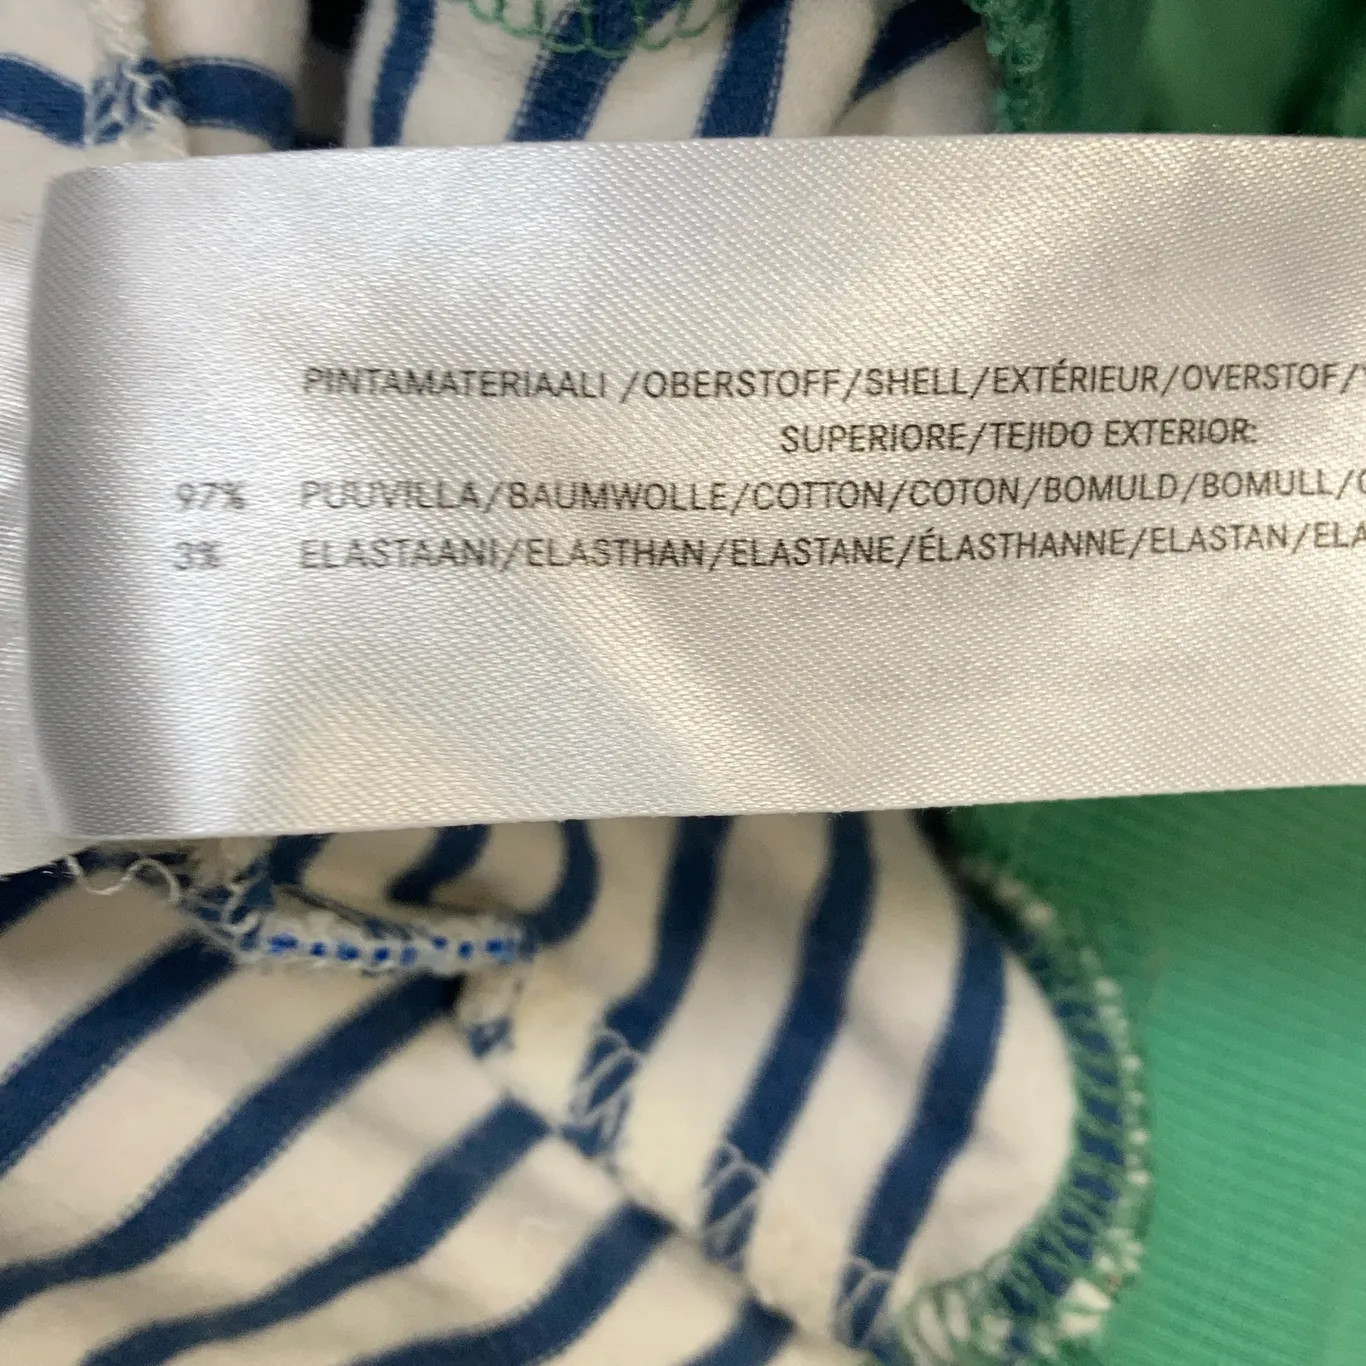 PINTAMATERIAALI /OBERSTOFF/SHELL/EXTÉRIEUR/OVERSTOF/
SUPERIORE/TEJIDO EXTERIOR:
97% PUUVILLA/BAUMWOLLE/COTTON/COTON/BOMULD/BOMULL/
3% ELASTAANI/ELASTHAN/ELASTANE/ÉLASTHANNE/ELASTAN/